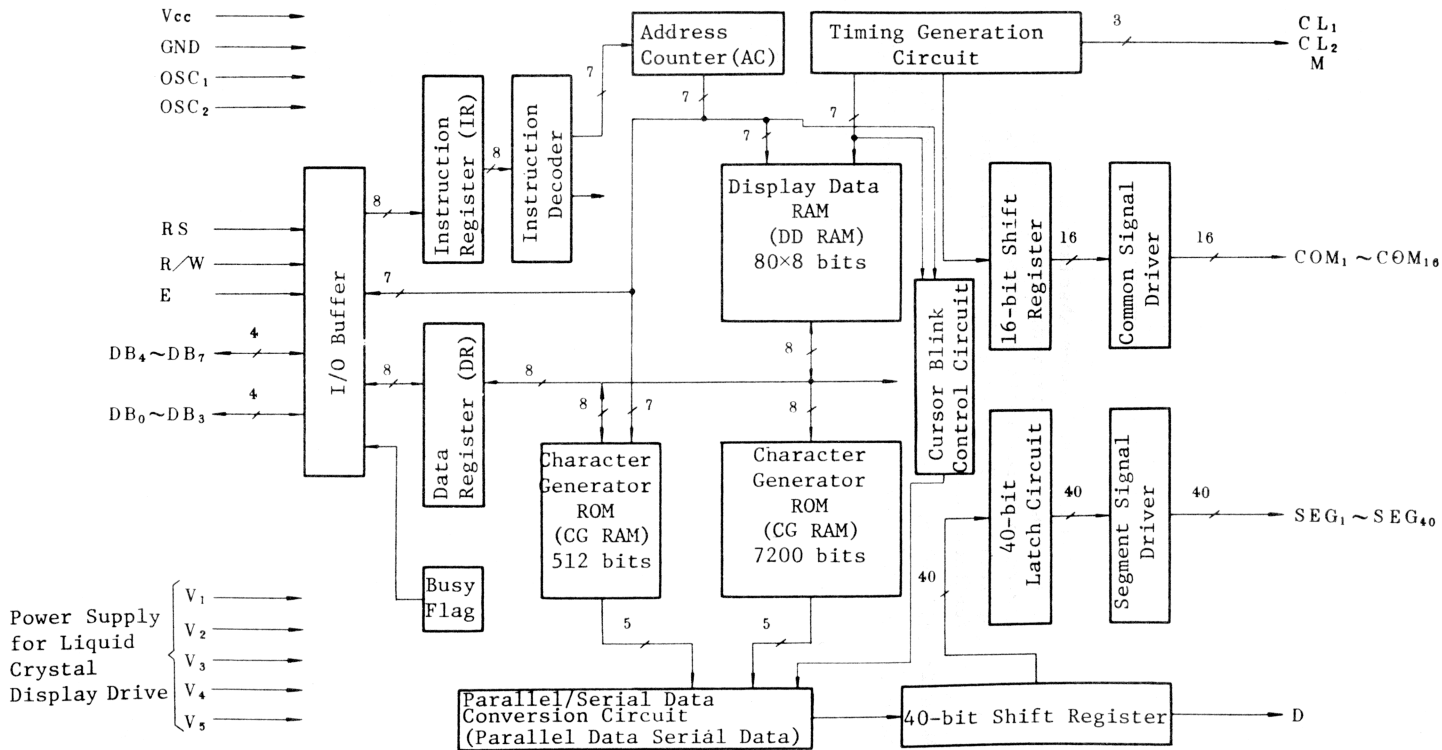 Vcc
GND
OSC₁
OSC₂
RS
R/W
E
DB₄~DB₇
4
DB₀~DB₃
4
Power Supply
for Liquid
Crystal
Display Drive
V₁
V₂
V₃
V₄
V₅
I/O Buffer
8
7
8
Instruction
Register (IR)
8
Instruction
Decoder
7
Address
Counter(AC)
7
7
Timing Generation
Circuit
3
CL₁
CL₂
M
7
Display Data
RAM
(DD RAM)
80×8 bits
8
8
Data
Register (DR)
8
8
7
Busy
Flag
Character
Generator
ROM
(CG RAM)
512 bits
5
Character
Generator
ROM
(CG RAM)
7200 bits
5
Cursor Blink
Control Circuit
16-bit Shift
Register
16
Common Signal
Driver
16
COM₁~COM₁₆
40-bit
Latch Circuit
40
Segment Signal
Driver
40
SEG₁~SEG₄₀
40
Parallel/Serial Data
Conversion Circuit
(Parallel Data Serial Data)
40-bit Shift Register
D